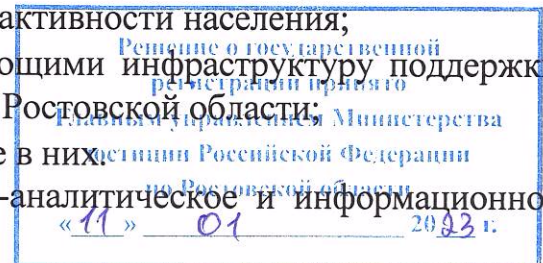 активности населения;
Решение о государственной
ющими инфраструктуру поддержк
регистрации принято
Ростовской области;
Главным управлением Министерства
е в них.
юстиции Российской Федерации
по Ростовской области
-аналитическое и информационно
«11» 01 2023 г.